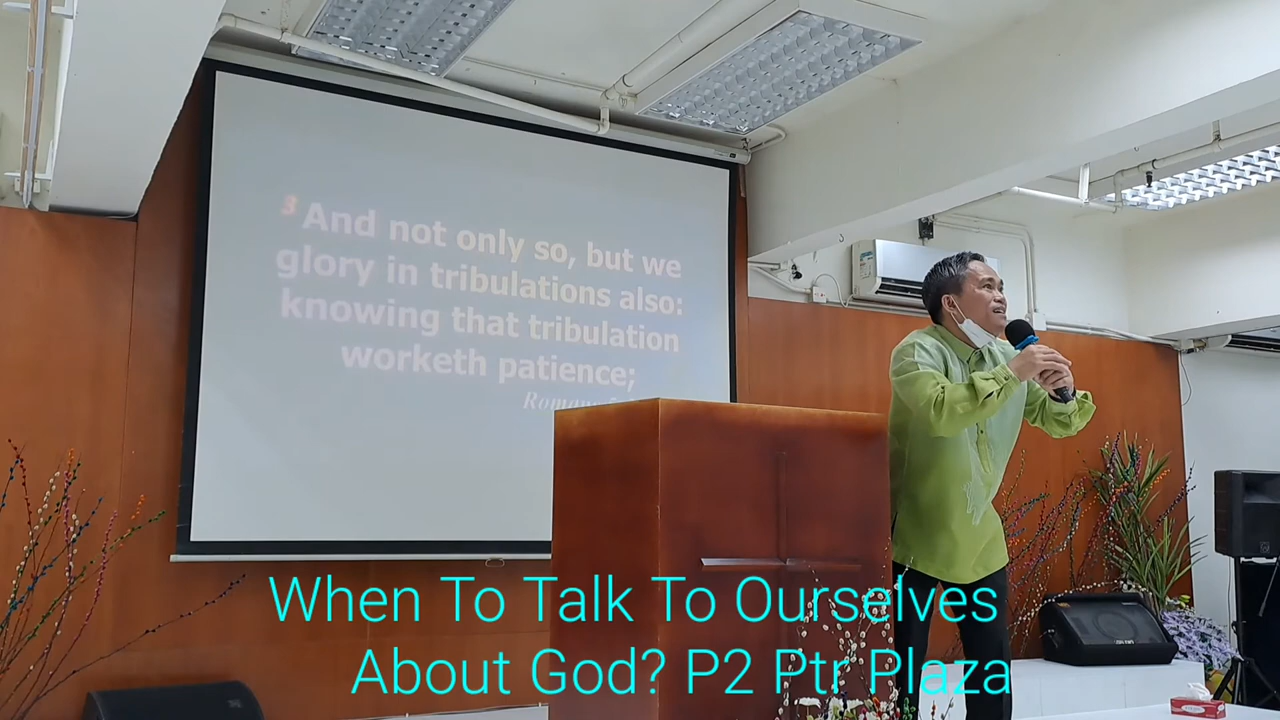 3 And not only so, but we
glory in tribulations also:
knowing that tribulation
worketh patience;
When To Talk To Ourselves
About God? P2 Ptr Plaza